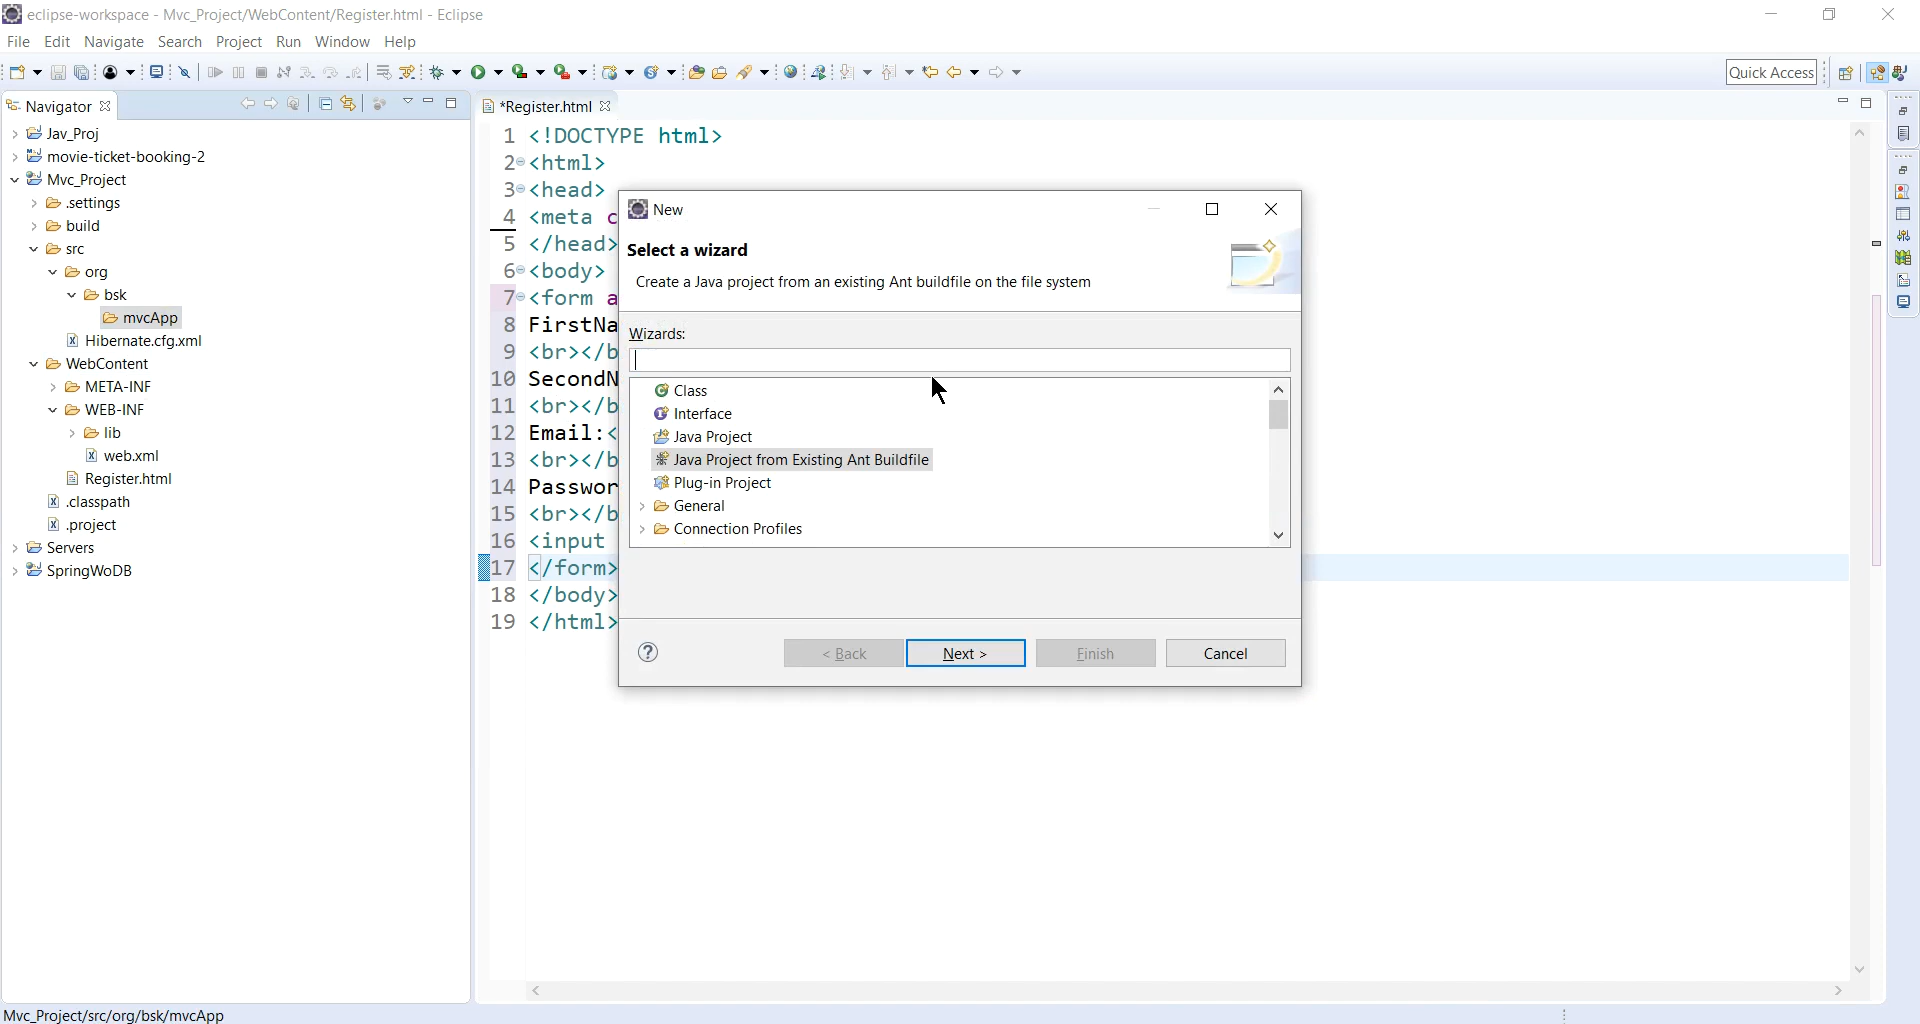 eclipse-workspace - Mvc_Project/WebContent/Register.html - Eclipse
File Edit Navigate Search Project Run Window Help
Quick Access
Navigator
*Register.html
Jav_Proj
movie-ticket-booking-2
Mvc_Project
.settings
build
src
org
bsk
mvcApp
Hibernate.cfg.xml
WebContent
META-INF
WEB-INF
lib
web.xml
Register.html
.classpath
.project
Servers
SpringWoDB
1 <!DOCTYPE html>
2 <html>
3 <head>
4 <meta c
5 </head>
6 <body>
7 <form a
8 FirstNa
9 <br></b
10 SecondN
11 <br></b
12 Email:<
13 <br></b
14 Passwor
15 <br></b
16 <input
17 </form>
18 </body>
19 </html>
New
Select a wizard
Create a Java project from an existing Ant buildfile on the file system
Wizards:
Class
Interface
Java Project
Java Project from Existing Ant Buildfile
Plug-in Project
General
Connection Profiles
? < Back Next > Finish Cancel
Mvc_Project/src/org/bsk/mvcApp